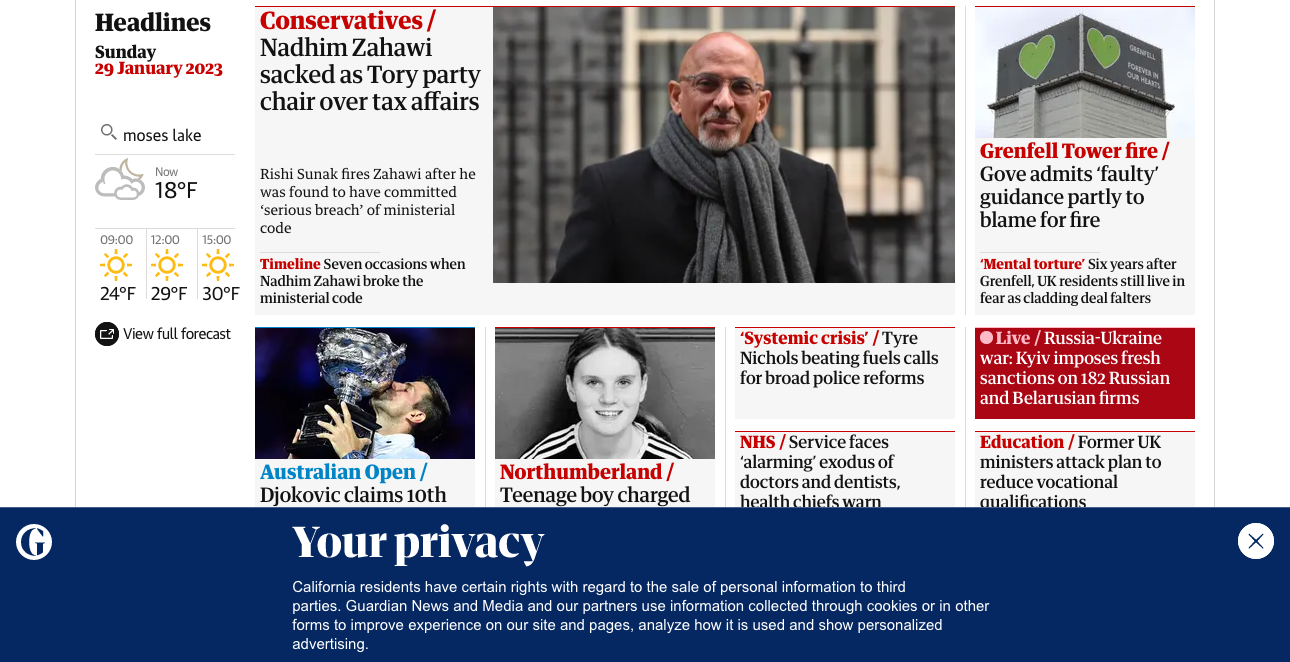 Headlines
Sunday
29 January 2023
moses lake
Now
18°F
09:00
12:00
15:00
24°F
29°F
30°F
View full forecast
Conservatives /
Nadhim Zahawi
sacked as Tory party
chair over tax affairs
Rishi Sunak fires Zahawi after he
was found to have committed
‘serious breach’ of ministerial
code
Timeline Seven occasions when
Nadhim Zahawi broke the
ministerial code
GRENFELL
FOREVER IN
OUR HEARTS
Grenfell Tower fire /
Gove admits ‘faulty’
guidance partly to
blame for fire
‘Mental torture’ Six years after
Grenfell, UK residents still live in
fear as cladding deal falters
Australian Open /
Djokovic claims 10th
Northumberland /
Teenage boy charged
‘Systemic crisis’ / Tyre
Nichols beating fuels calls
for broad police reforms
NHS / Service faces
‘alarming’ exodus of
doctors and dentists,
health chiefs warn
Live / Russia-Ukraine
war: Kyiv imposes fresh
sanctions on 182 Russian
and Belarusian firms
Education / Former UK
ministers attack plan to
reduce vocational
qualifications
G
Your privacy
California residents have certain rights with regard to the sale of personal information to third
parties. Guardian News and Media and our partners use information collected through cookies or in other
forms to improve experience on our site and pages, analyze how it is used and show personalized
advertising.